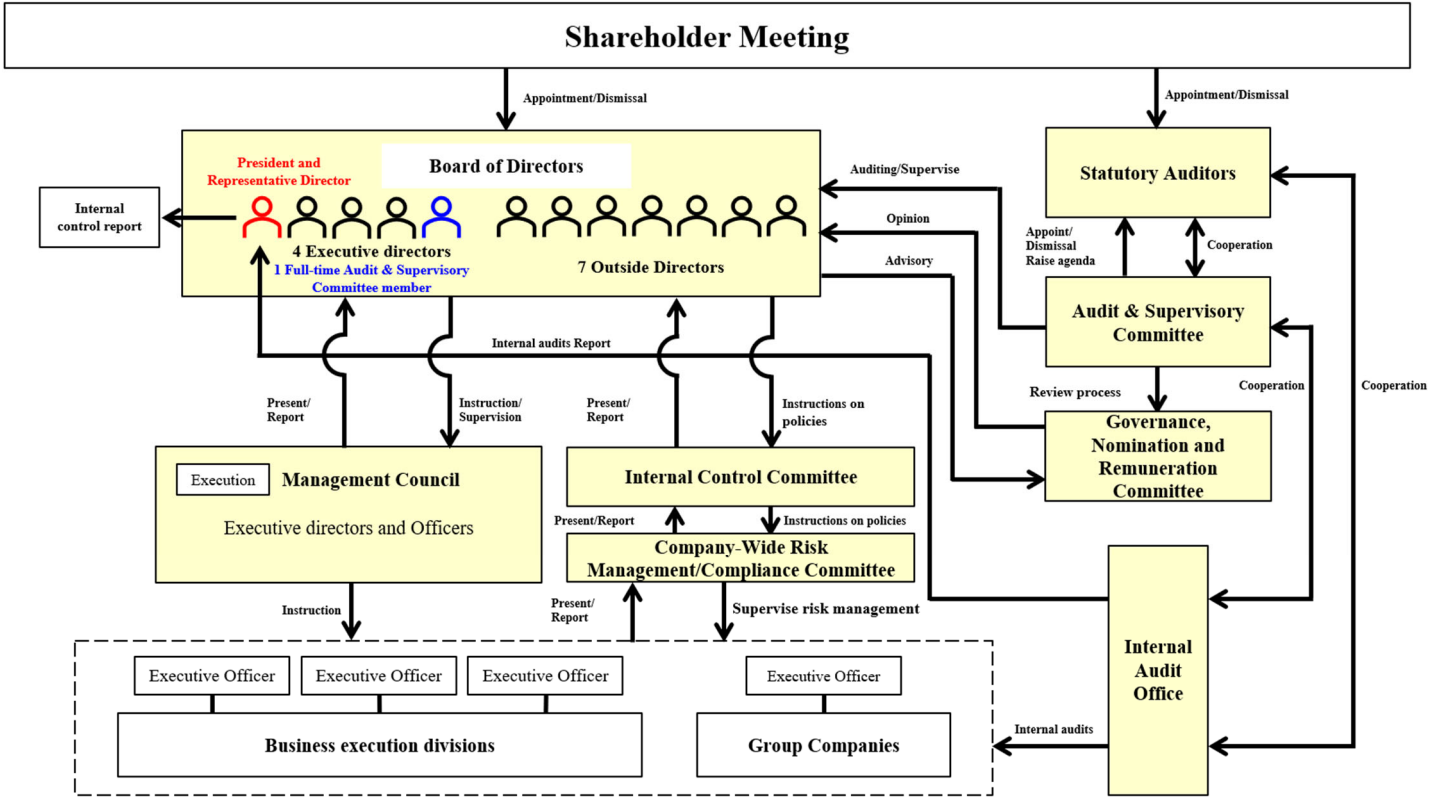 Shareholder Meeting
Appointment/Dismissal
Appointment/Dismissal
President and
Representative Director
Board of Directors
Internal
control report
4 Executive directors
1 Full-time Audit & Supervisory
Committee member
7 Outside Directors
Auditing/Supervise
Opinion
Advisory
Statutory Auditors
Appoint/
Dismissal
Raise agenda
Cooperation
Audit & Supervisory
Committee
Internal audits Report
Review process
Cooperation
Cooperation
Present/
Report
Instruction/
Supervision
Present/
Report
Instructions on
policies
Governance,
Nomination and
Remuneration
Committee
Execution
Management Council
Executive directors and Officers
Internal Control Committee
Present/Report
Instructions on policies
Company-Wide Risk
Management/Compliance Committee
Instruction
Present/
Report
Supervise risk management
Executive Officer
Executive Officer
Executive Officer
Executive Officer
Business execution divisions
Group Companies
Internal audits
Internal
Audit
Office